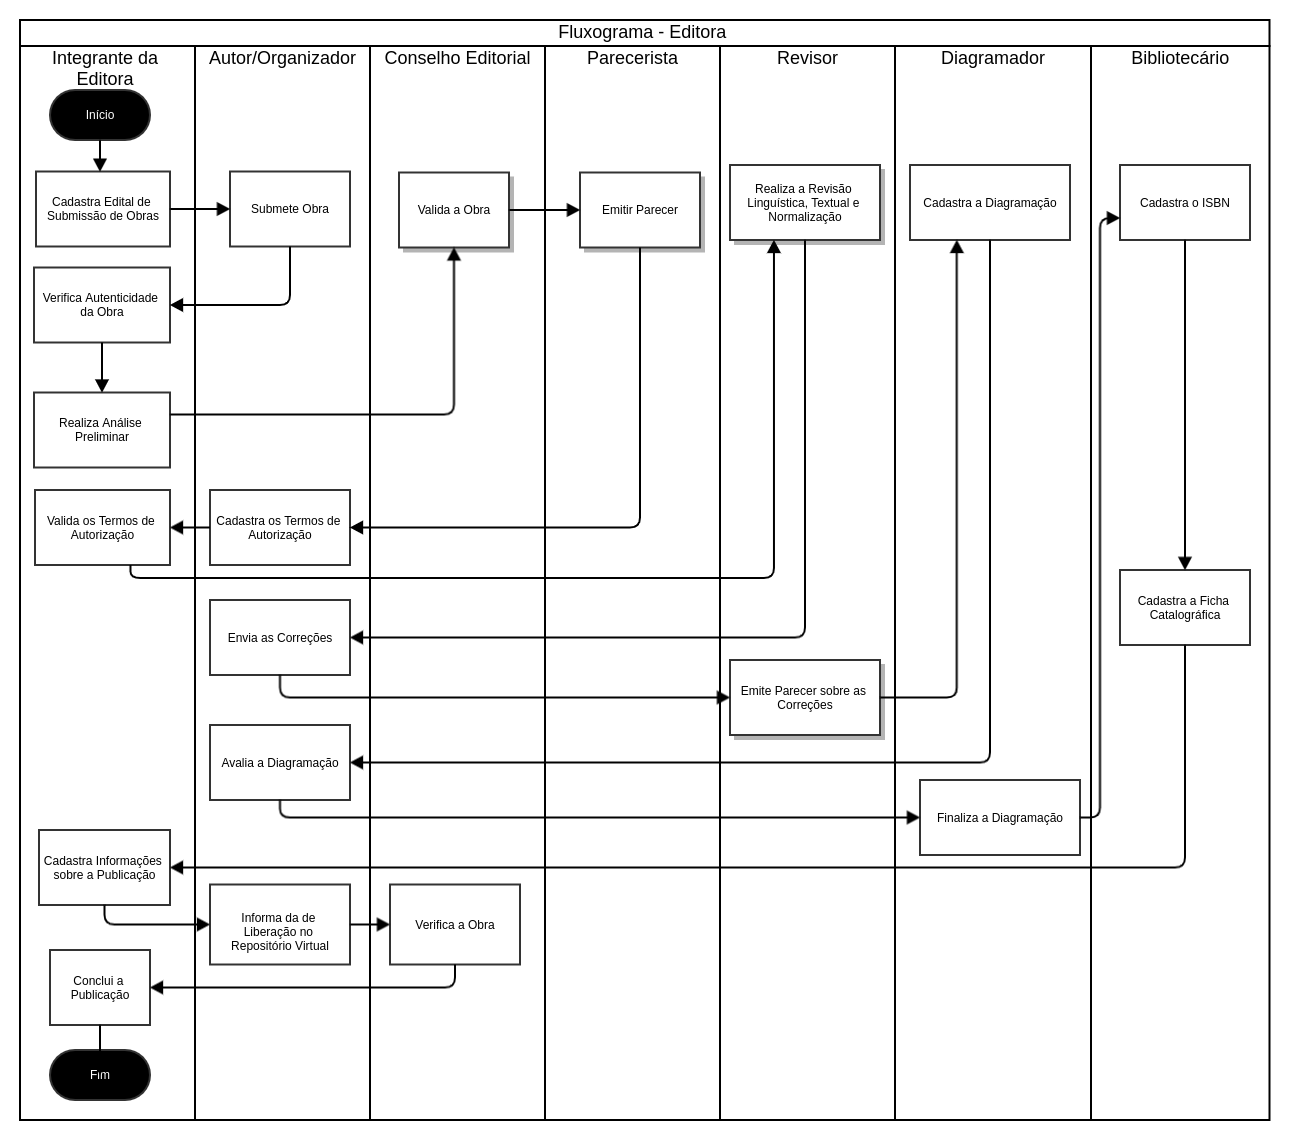 Fluxograma - Editora
Integrante da
Editora
Autor/Organizador
Conselho Editorial
Parecerista
Revisor
Diagramador
Bibliotecário
Início
Cadastra Edital de
Submissão de Obras
Submete Obra
Valida a Obra
Emitir Parecer
Realiza a Revisão
Linguística, Textual e
Normalização
Cadastra a Diagramação
Cadastra o ISBN
Verifica Autenticidade
da Obra
Realiza Análise
Preliminar
Valida os Termos de
Autorização
Cadastra os Termos de
Autorização
Cadastra a Ficha
Catalográfica
Envia as Correções
Emite Parecer sobre as
Correções
Avalia a Diagramação
Finaliza a Diagramação
Cadastra Informações
sobre a Publicação
Informa da de
Liberação no
Repositório Virtual
Verifica a Obra
Conclui a
Publicação
Fim